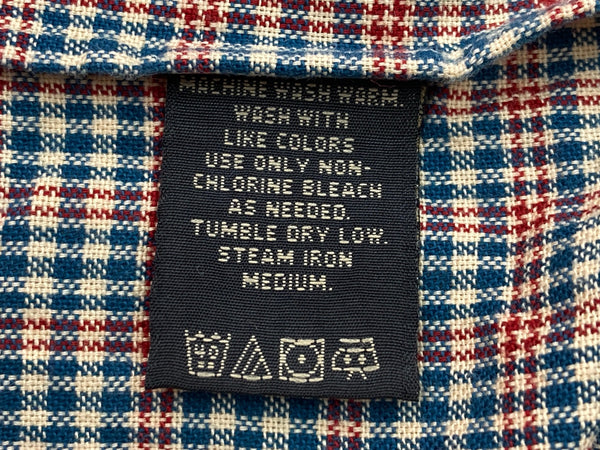 MACHINE WASH WARM.
WASH WITH
LIKE COLORS
USE ONLY NON-
CHLORINE BLEACH
AS NEEDED.
TUMBLE DRY LOW.
STEAM IRON
MEDIUM.
40